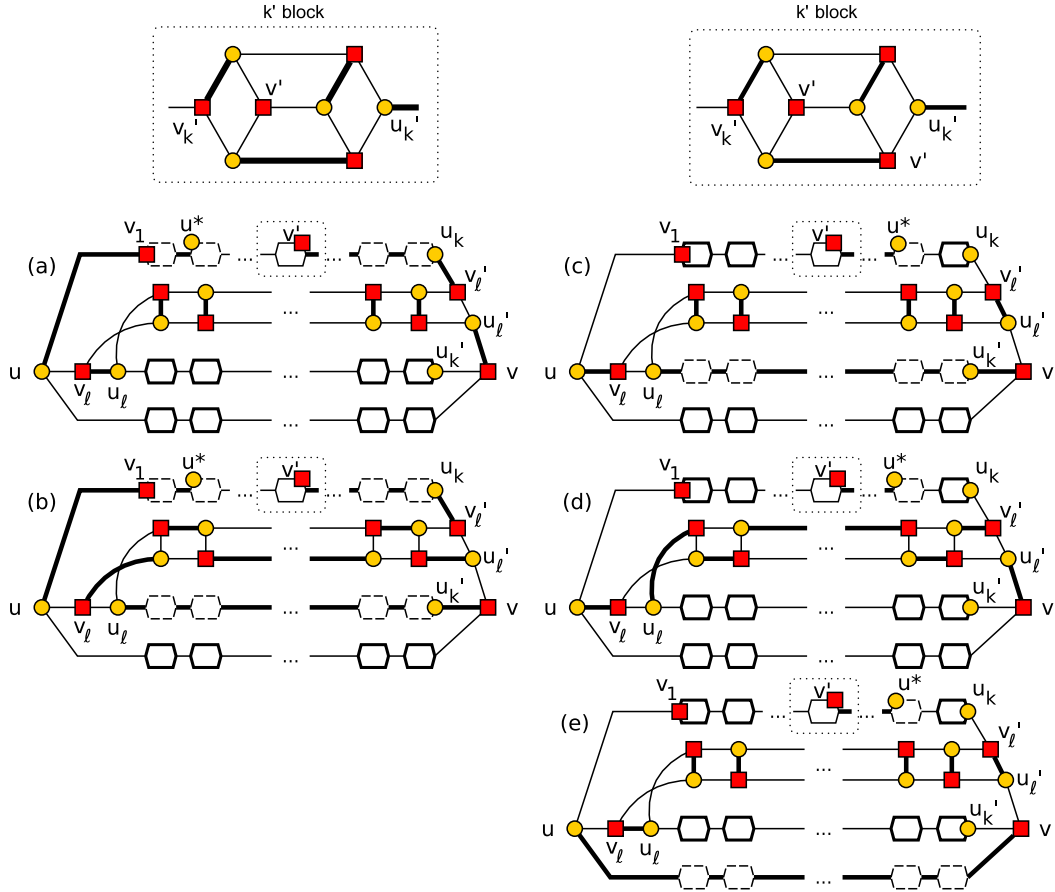 k' block
k' block
v'
v'
v_k'
u_k'
v_k'
u_k'
v'
v_1
u*
v'
u_k
(a)
v_ℓ'
u_ℓ'
u_k'
u
v_ℓ
u_ℓ
v
...
...
...
...
...
v_1
v'
u*
u_k
(c)
v_ℓ'
u_ℓ'
u_k'
u
v_ℓ
u_ℓ
v
...
...
...
...
...
v_1
u*
v'
u_k
(b)
v_ℓ'
u_ℓ'
u_k'
u
v_ℓ
u_ℓ
v
...
...
...
...
...
v_1
v'
u*
u_k
(d)
v_ℓ'
u_ℓ'
u_k'
u
v_ℓ
u_ℓ
v
...
...
...
...
...
v_1
v'
u*
u_k
(e)
v_ℓ'
u_ℓ'
u_k'
u
v_ℓ
u_ℓ
v
...
...
...
...
...